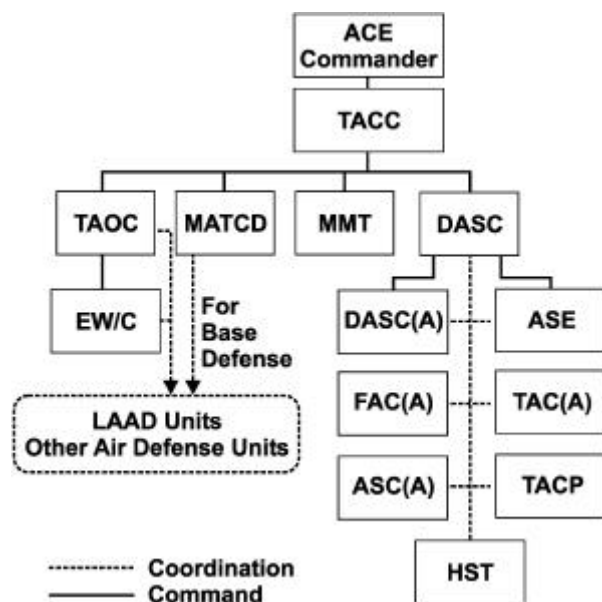 ACE
Commander
TACC
TAOC
MATCD
MMT
DASC
EW/C
For
Base
Defense
DASC(A)
ASE
LAAD Units
Other Air Defense Units
FAC(A)
TAC(A)
ASC(A)
TACP
HST
Coordination
Command